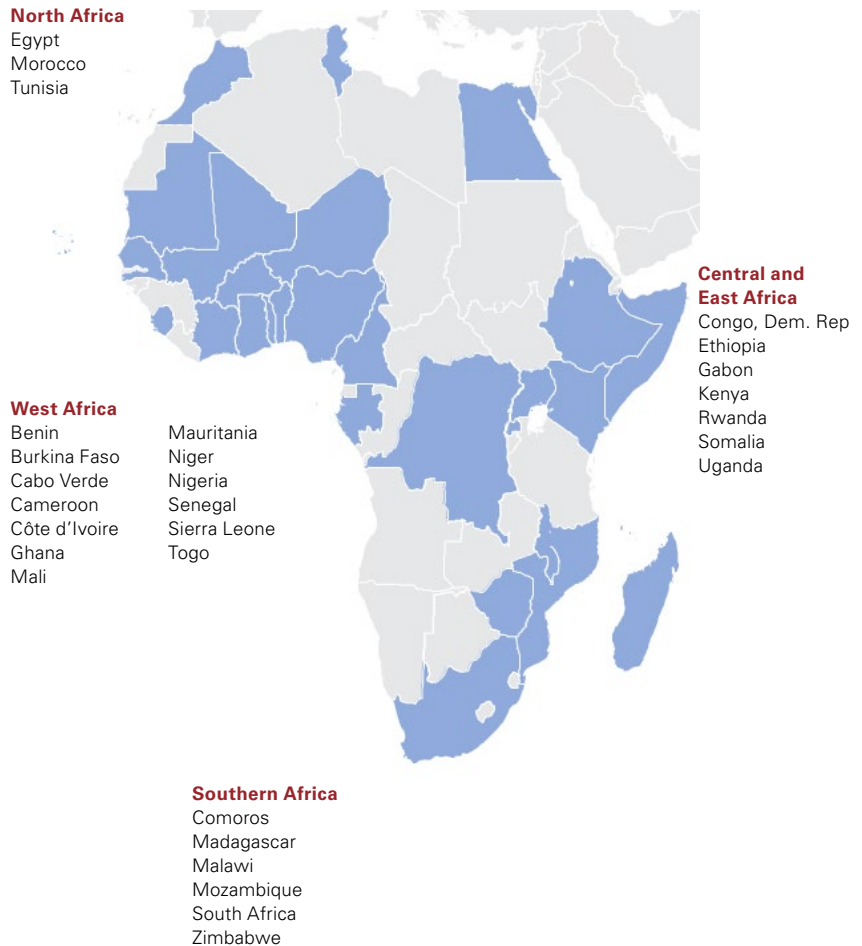 North Africa
Egypt
Morocco
Tunisia
Central and
East Africa
Congo, Dem. Rep
Ethiopia
Gabon
Kenya
Rwanda
Somalia
Uganda
West Africa
Benin
Burkina Faso
Cabo Verde
Cameroon
Côte d’Ivoire
Ghana
Mali
Mauritania
Niger
Nigeria
Senegal
Sierra Leone
Togo
Southern Africa
Comoros
Madagascar
Malawi
Mozambique
South Africa
Zimbabwe